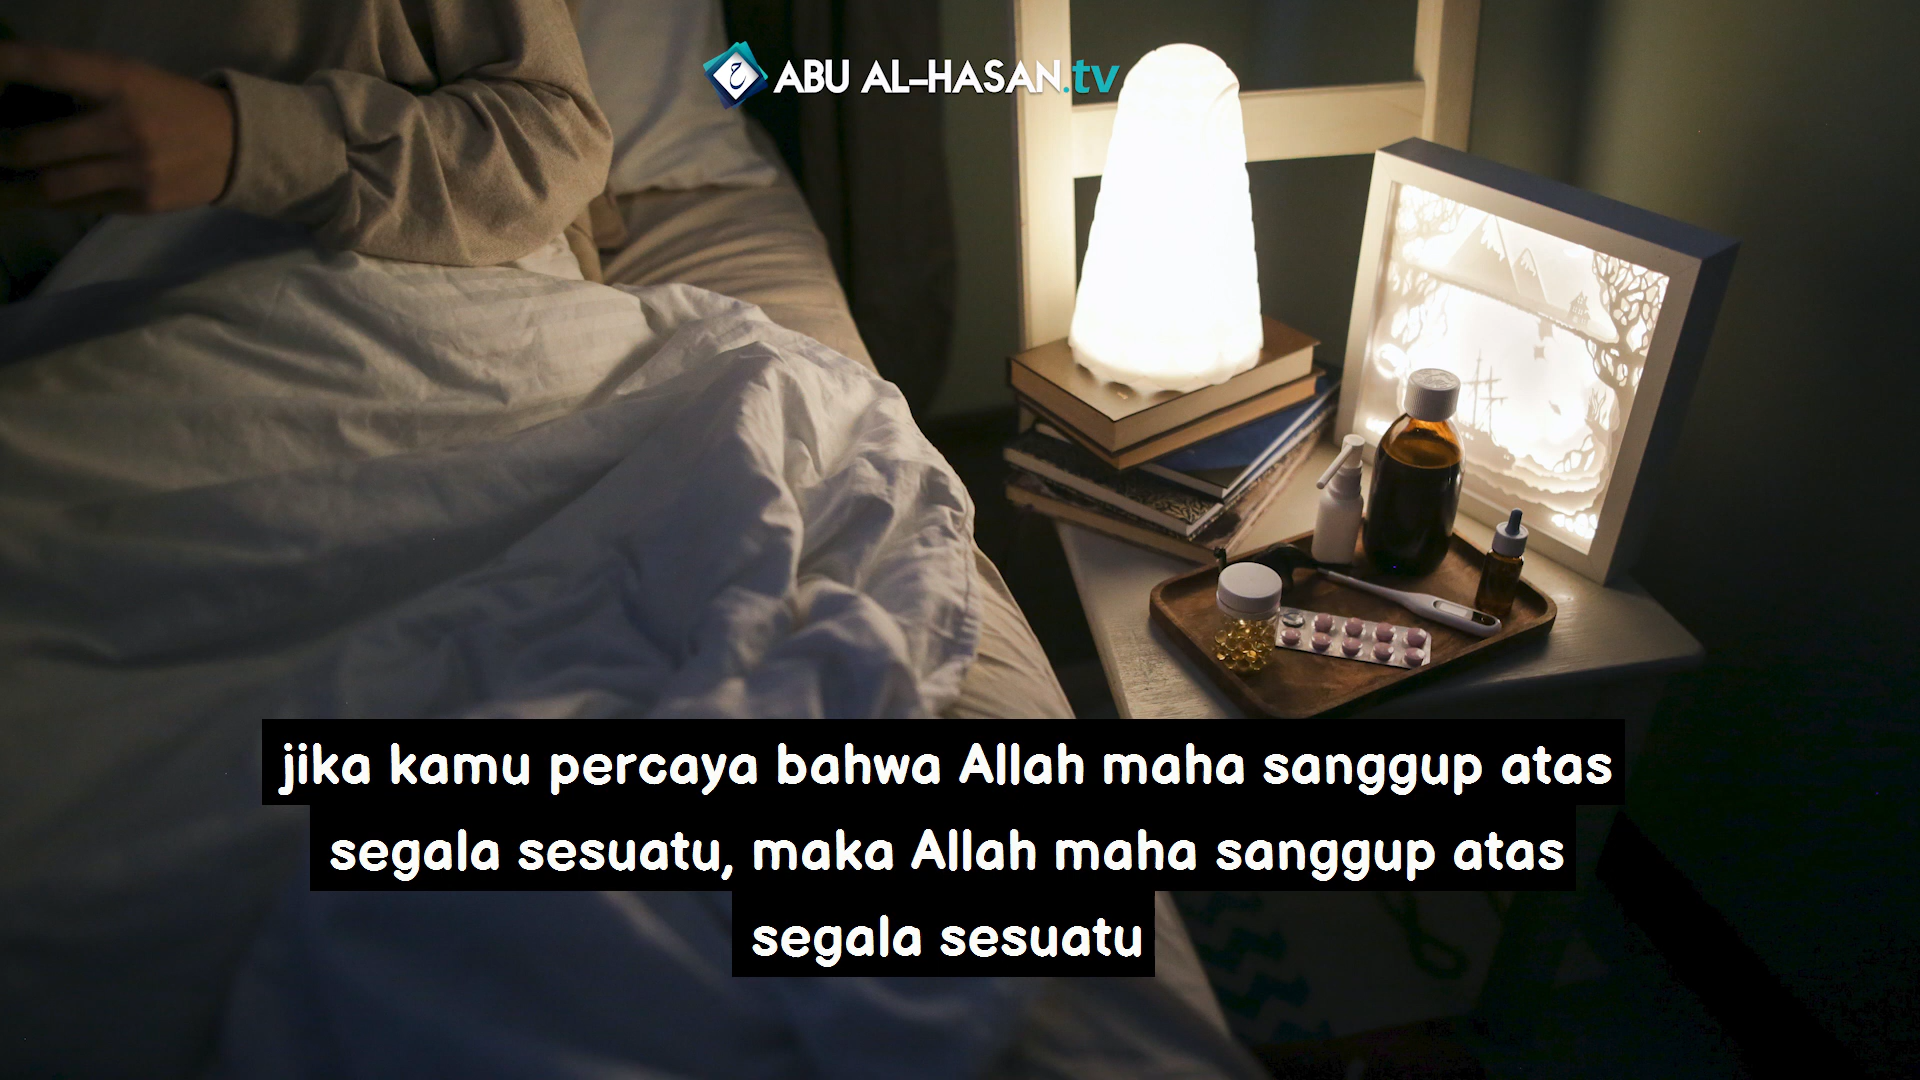 ABU AL-HASAN.tv
jika kamu percaya bahwa Allah maha sanggup atas
segala sesuatu, maka Allah maha sanggup atas
segala sesuatu